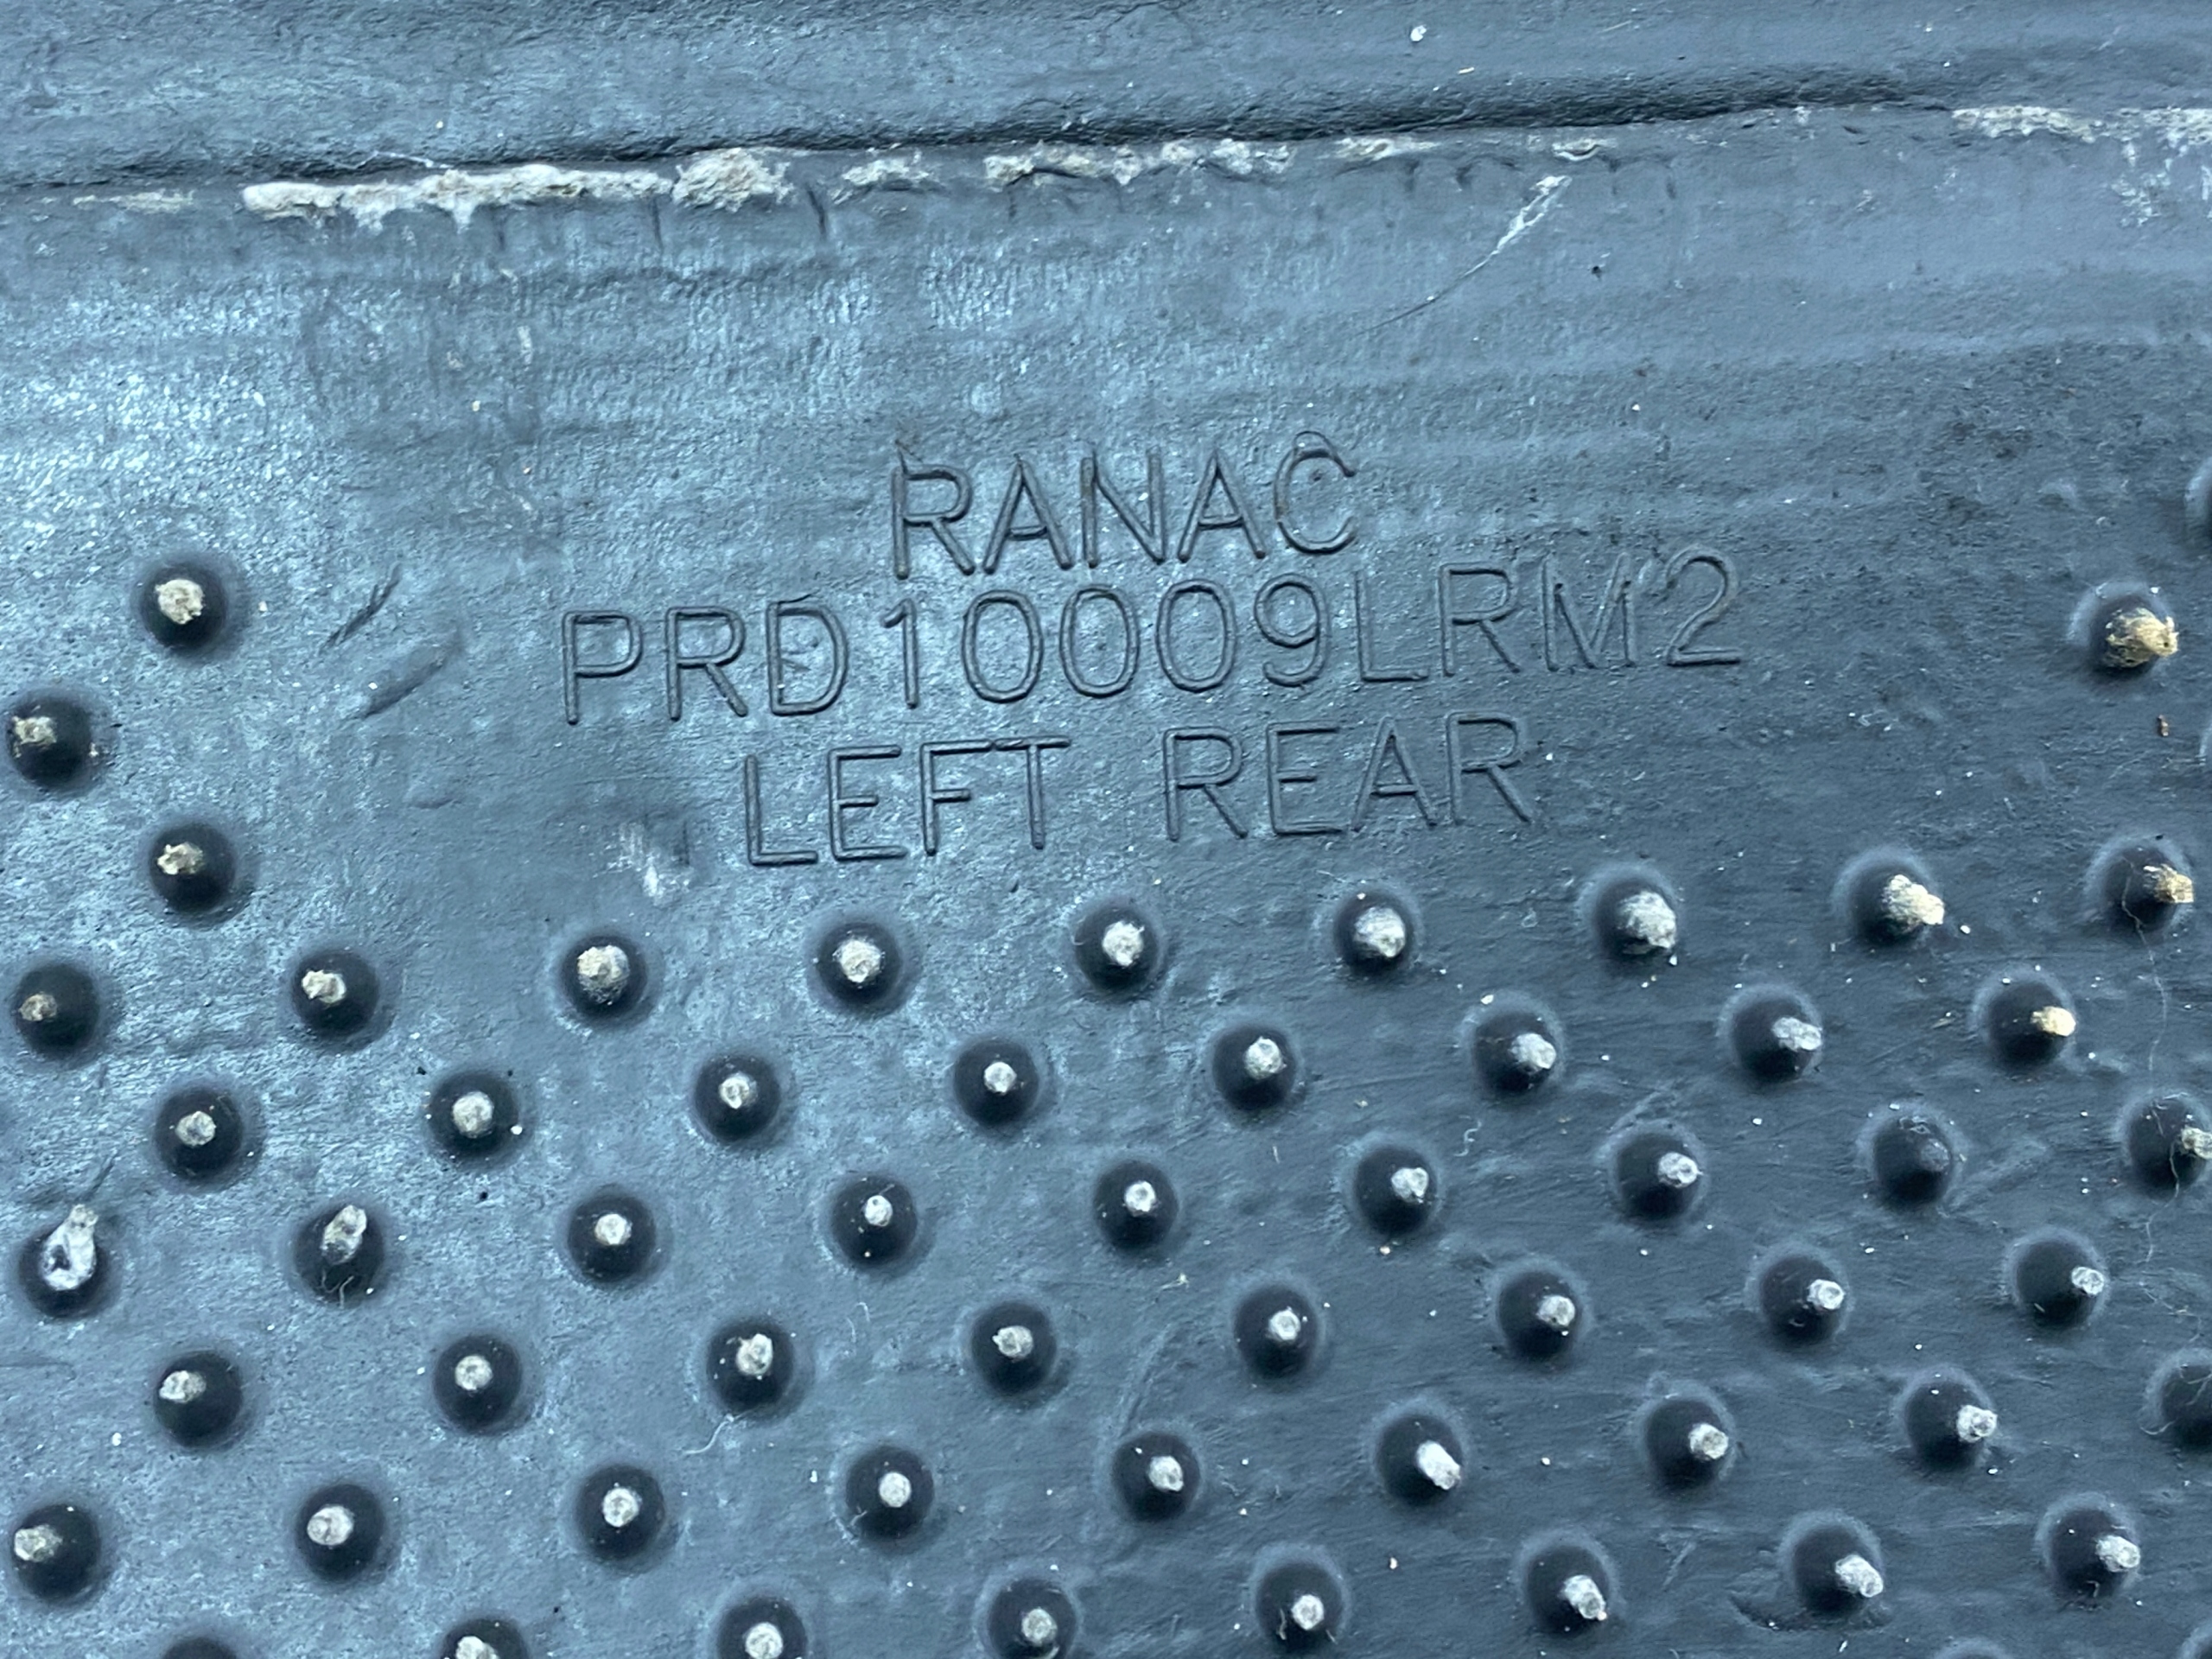 RANAC
PRD10009LRM2
LEFT REAR